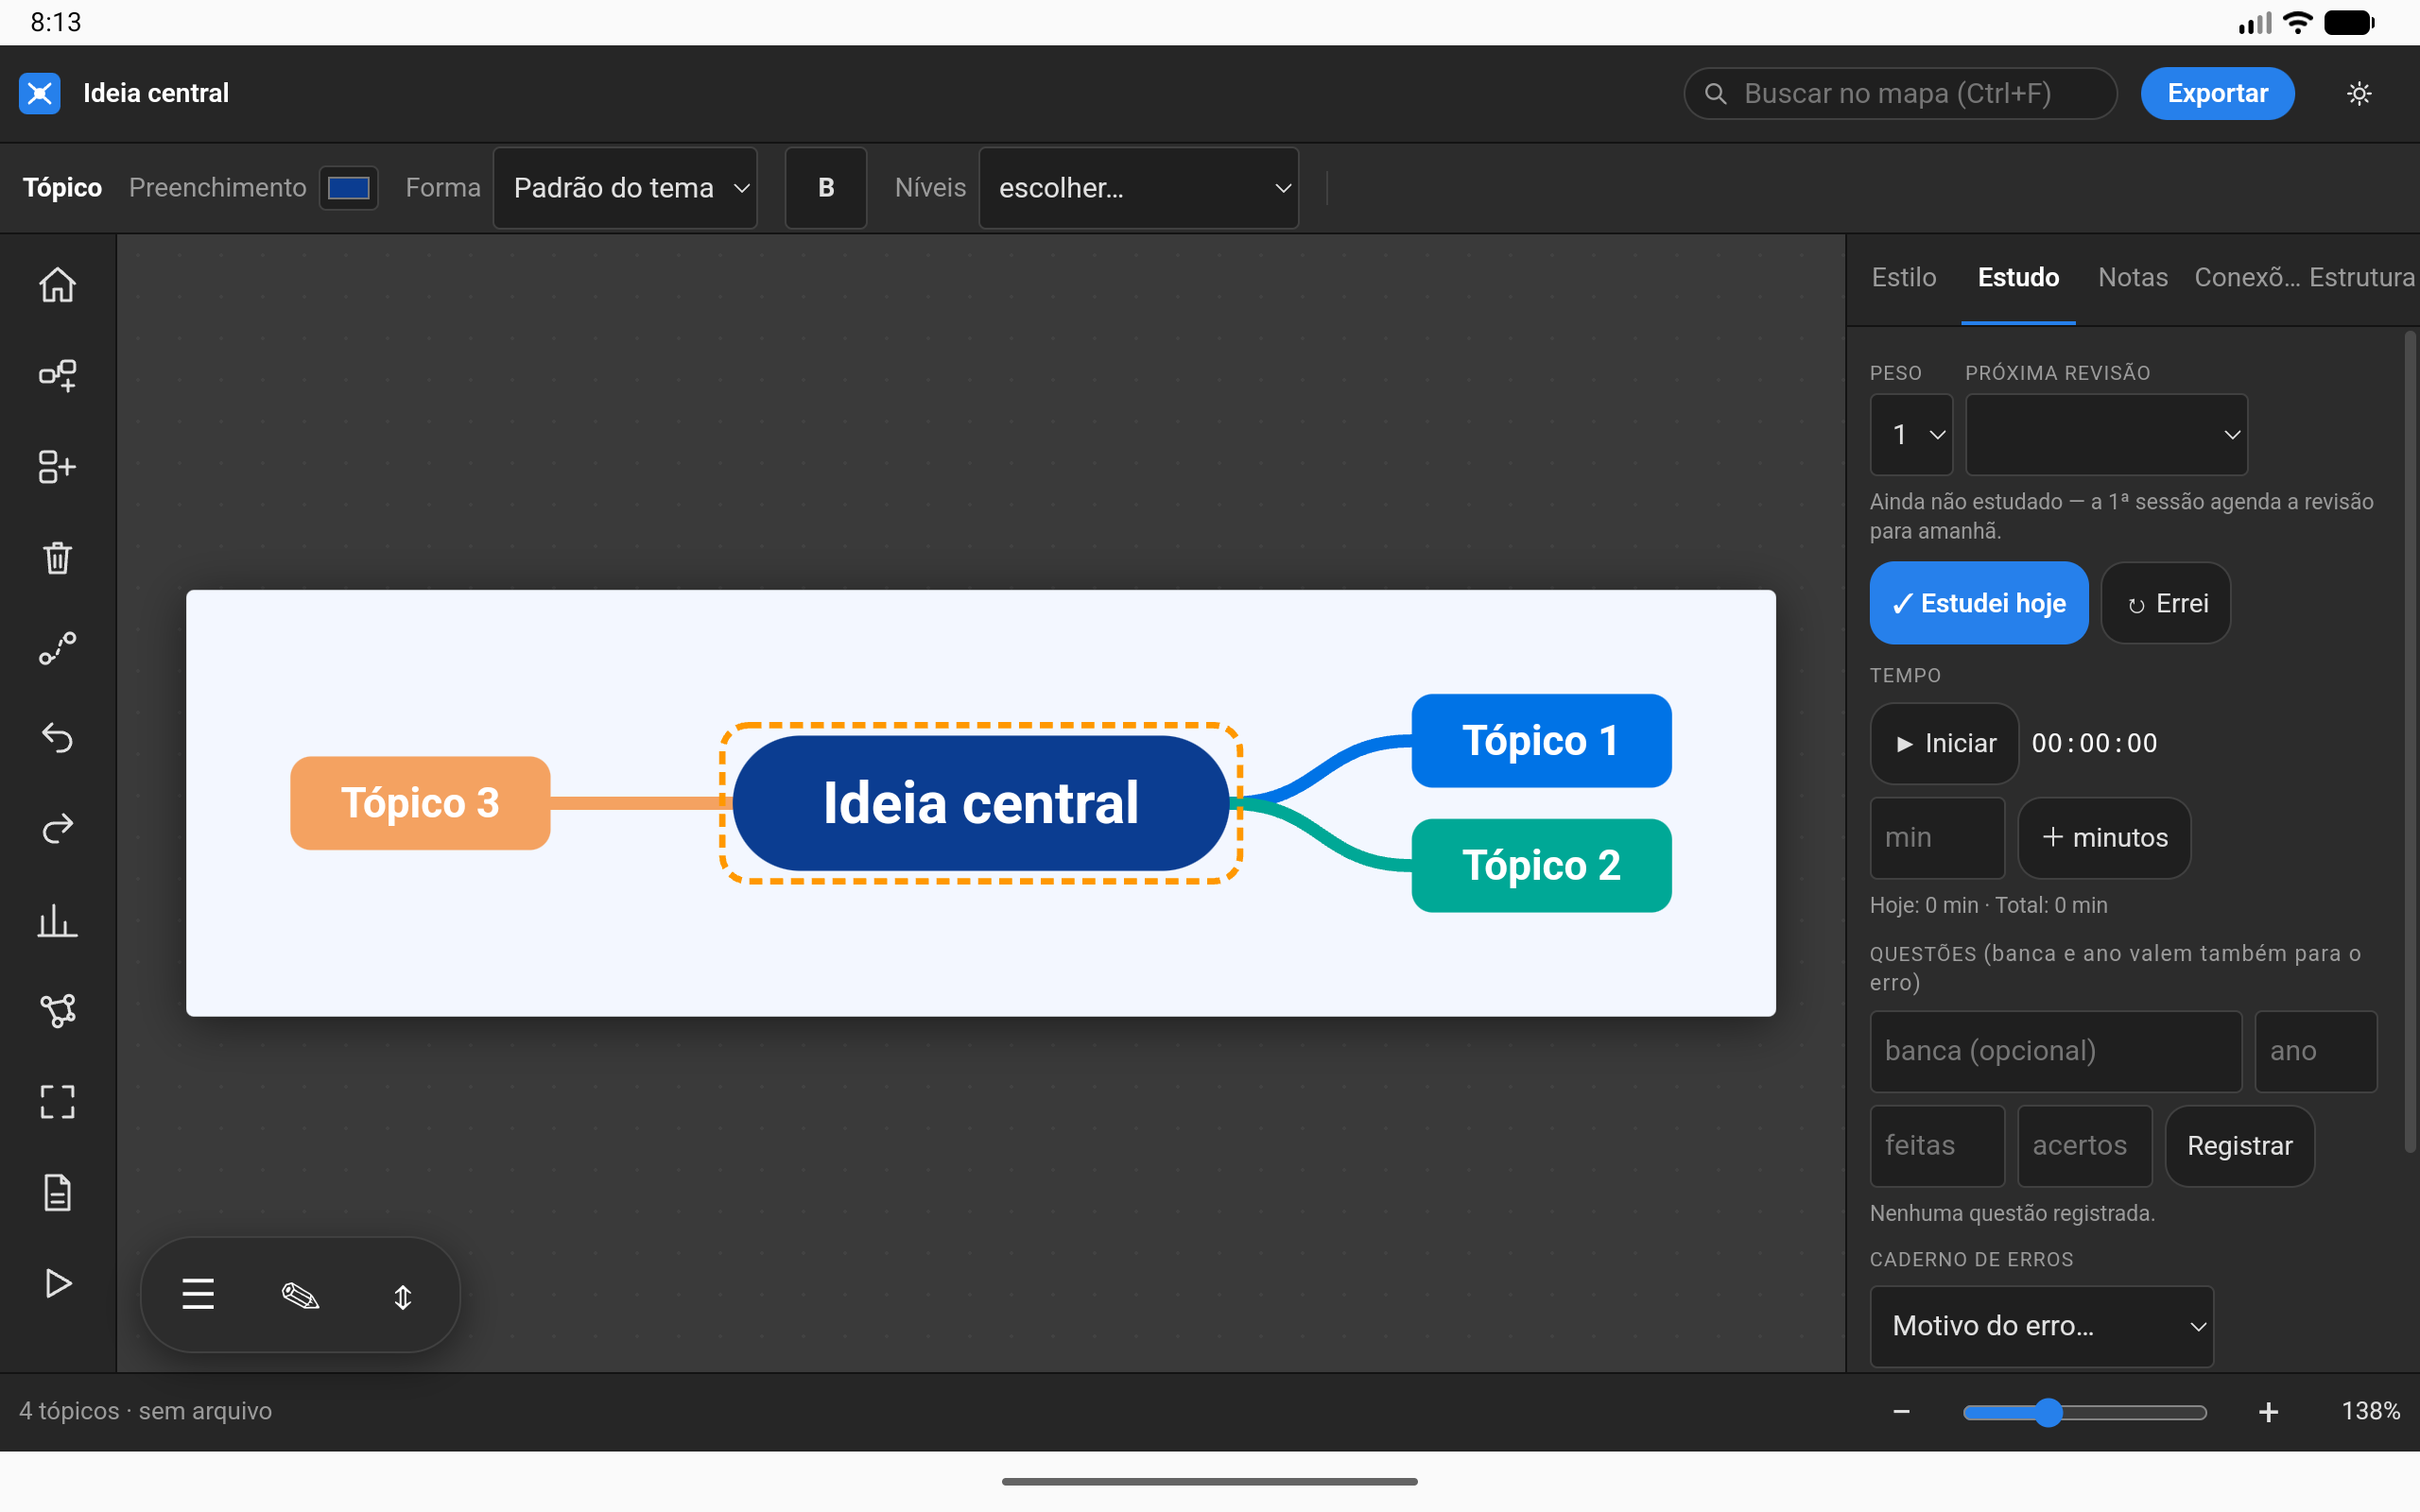 8:13
Ideia central
Buscar no mapa (Ctrl+F)
Exportar
Tópico
Preenchimento
Forma
Padrão do tema
B
Níveis
escolher...
Estilo
Estudo
Notas
Conexõ...
Estrutura
PESO
PRÓXIMA REVISÃO
1
Ainda não estudado — a 1ª sessão agenda a revisão
para amanhã.
✓ Estudei hoje
↻ Errei
TEMPO
▶ Iniciar
00:00:00
min
+ minutos
Hoje: 0 min · Total: 0 min
QUESTÕES (banca e ano valem também para o
erro)
banca (opcional)
ano
feitas
acertos
Registrar
Nenhuma questão registrada.
CADERNO DE ERROS
Motivo do erro...
Tópico 3
Ideia central
Tópico 1
Tópico 2
4 tópicos · sem arquivo
−
+
138%